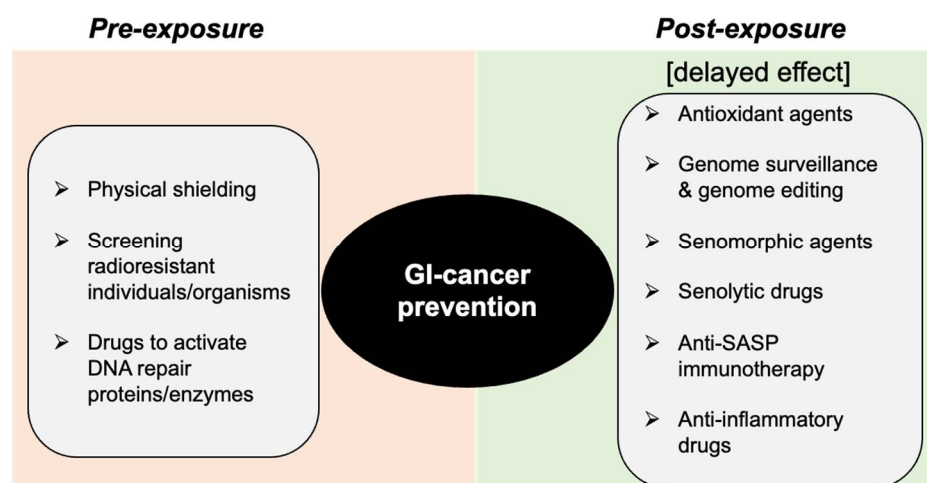 Pre-exposure
Post-exposure
[delayed effect]
➢ Physical shielding
➢ Screening
radioresistant
individuals/organisms
➢ Drugs to activate
DNA repair
proteins/enzymes
GI-cancer
prevention
➢ Antioxidant agents
➢ Genome surveillance
& genome editing
➢ Senomorphic agents
➢ Senolytic drugs
➢ Anti-SASP
immunotherapy
➢ Anti-inflammatory
drugs